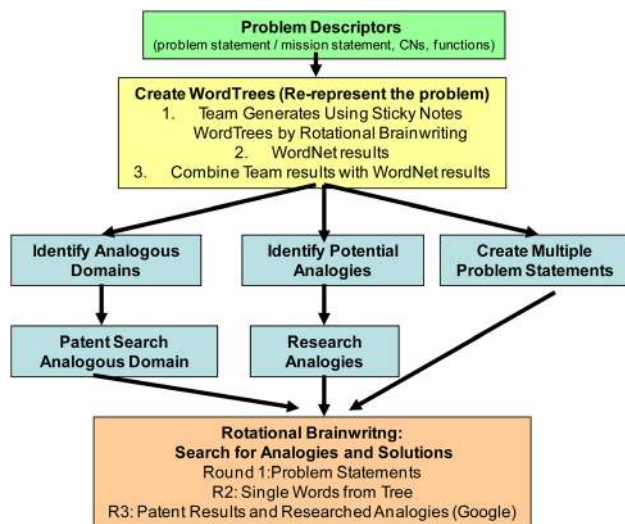 Problem Descriptors
(problem statement / mission statement, CNs, functions)
Create WordTrees (Re-represent the problem)
1. Team Generates Using Sticky Notes
WordTrees by Rotational Brainwriting
2. WordNet results
3. Combine Team results with WordNet results
Identify Analogous
Domains
Identify Potential
Analogies
Create Multiple
Problem Statements
Patent Search
Analogous Domain
Research
Analogies
Rotational Brainwritng:
Search for Analogies and Solutions
Round 1:Problem Statements
R2: Single Words from Tree
R3: Patent Results and Researched Analogies (Google)